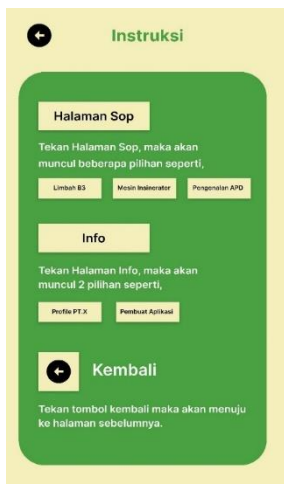 Instruksi
Halaman Sop
Tekan Halaman Sop, maka akan
muncul beberapa pilihan seperti,
Limbah B3 Mesin Insinerator Pengenalan APD
Info
Tekan Halaman Info, maka akan
muncul 2 pilihan seperti,
Profile PT.X Pembuat Aplikasi
Kembali
Tekan tombol kembali maka akan menuju
ke halaman sebelumnya.